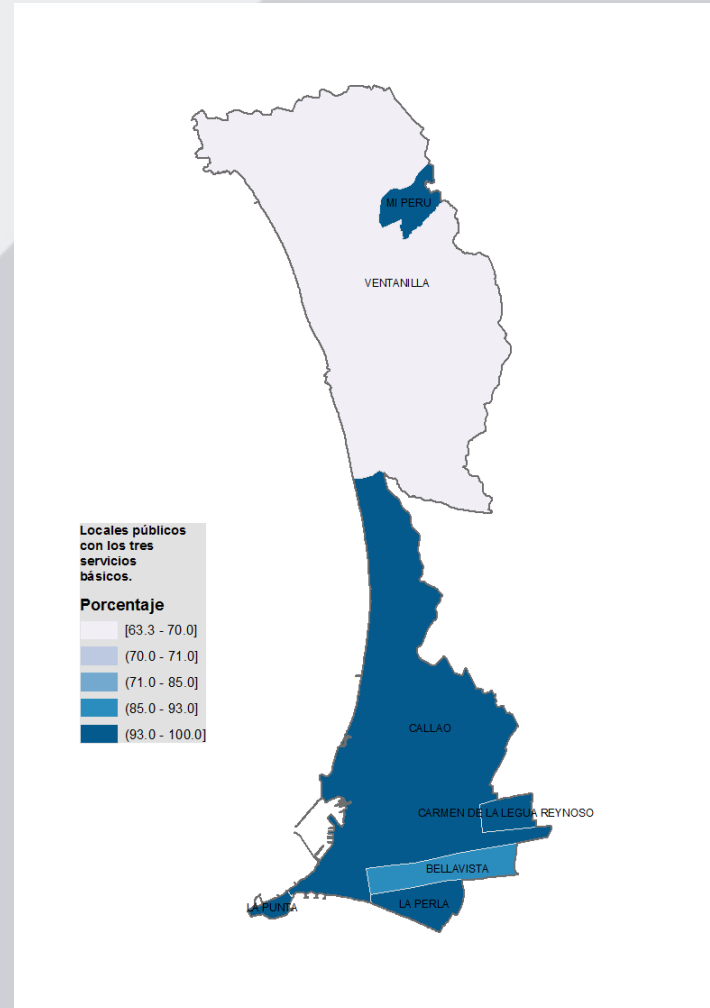 MI PERU
VENTANILLA
Locales públicos
con los tres
servicios
básicos.
Porcentaje
[63.3 - 70.0]
(70.0 - 71.0]
(71.0 - 85.0]
(85.0 - 93.0]
(93.0 - 100.0]
CALLAO
CARMEN DE LA LEGUA REYNOSO
BELLAVISTA
LA PUNTA
LA PERLA